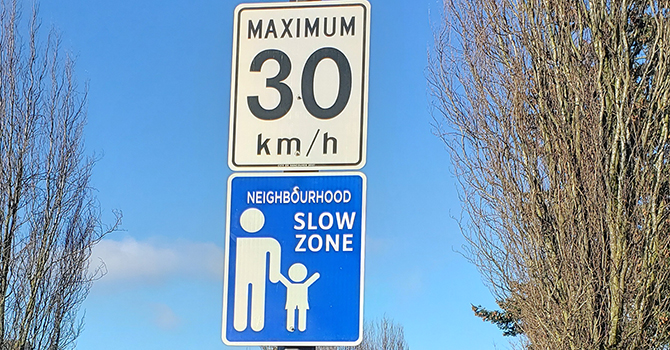 MAXIMUM
30
km/h
NEIGHBOURHOOD
SLOW
ZONE